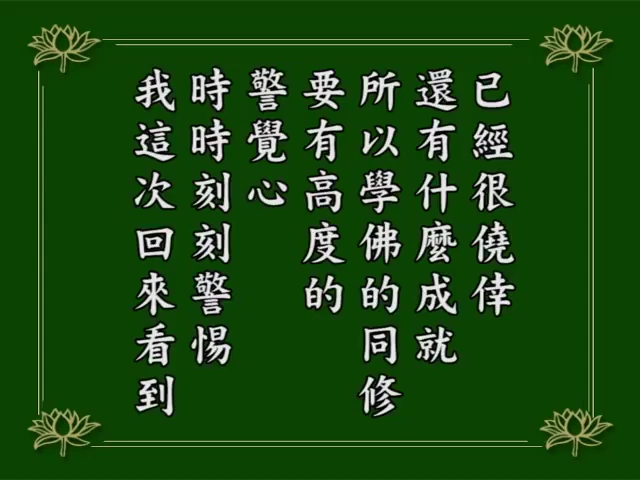 已經很僥倖
還有什麼成就
所以學佛的同修
要有高度的
警覺心
時時刻刻警惕
我這次回來看到